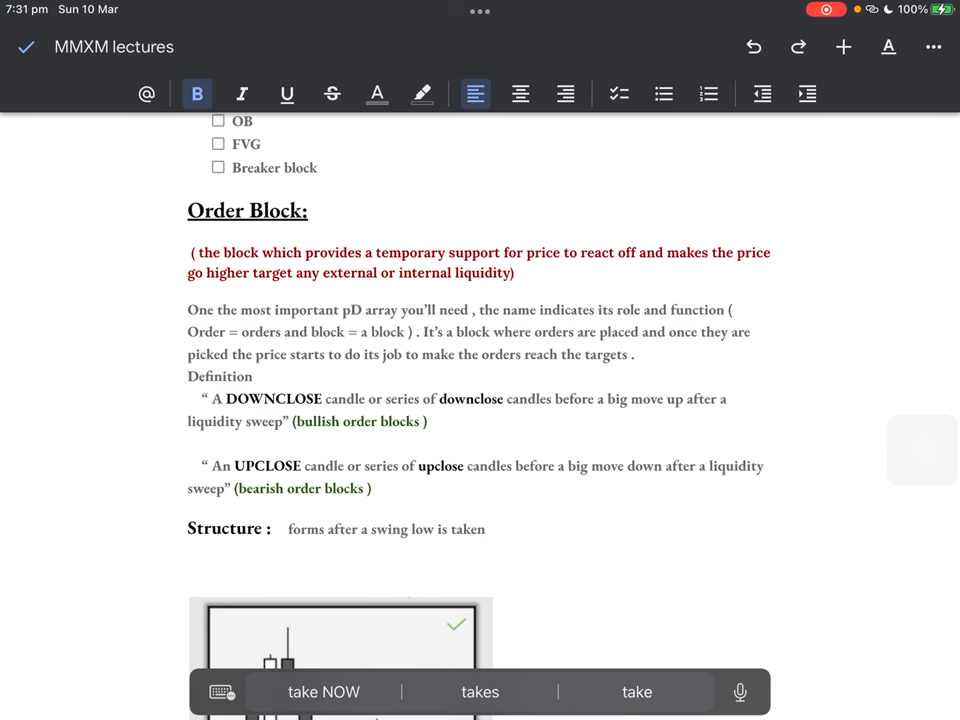 7:31 pm Sun 10 Mar
100%
MMXM lectures
A
@ B I U S A
OB
FVG
Breaker block
Order Block:
( the block which provides a temporary support for price to react off and makes the price
go higher target any external or internal liquidity)
One the most important pD array you’ll need , the name indicates its role and function (
Order = orders and block = a block ) . It’s a block where orders are placed and once they are
picked the price starts to do its job to make the orders reach the targets .
Definition
“ A DOWNCLOSE candle or series of downclose candles before a big move up after a
liquidity sweep” (bullish order blocks )
“ An UPCLOSE candle or series of upclose candles before a big move down after a liquidity
sweep” (bearish order blocks )
Structure : forms after a swing low is taken
take NOW takes take